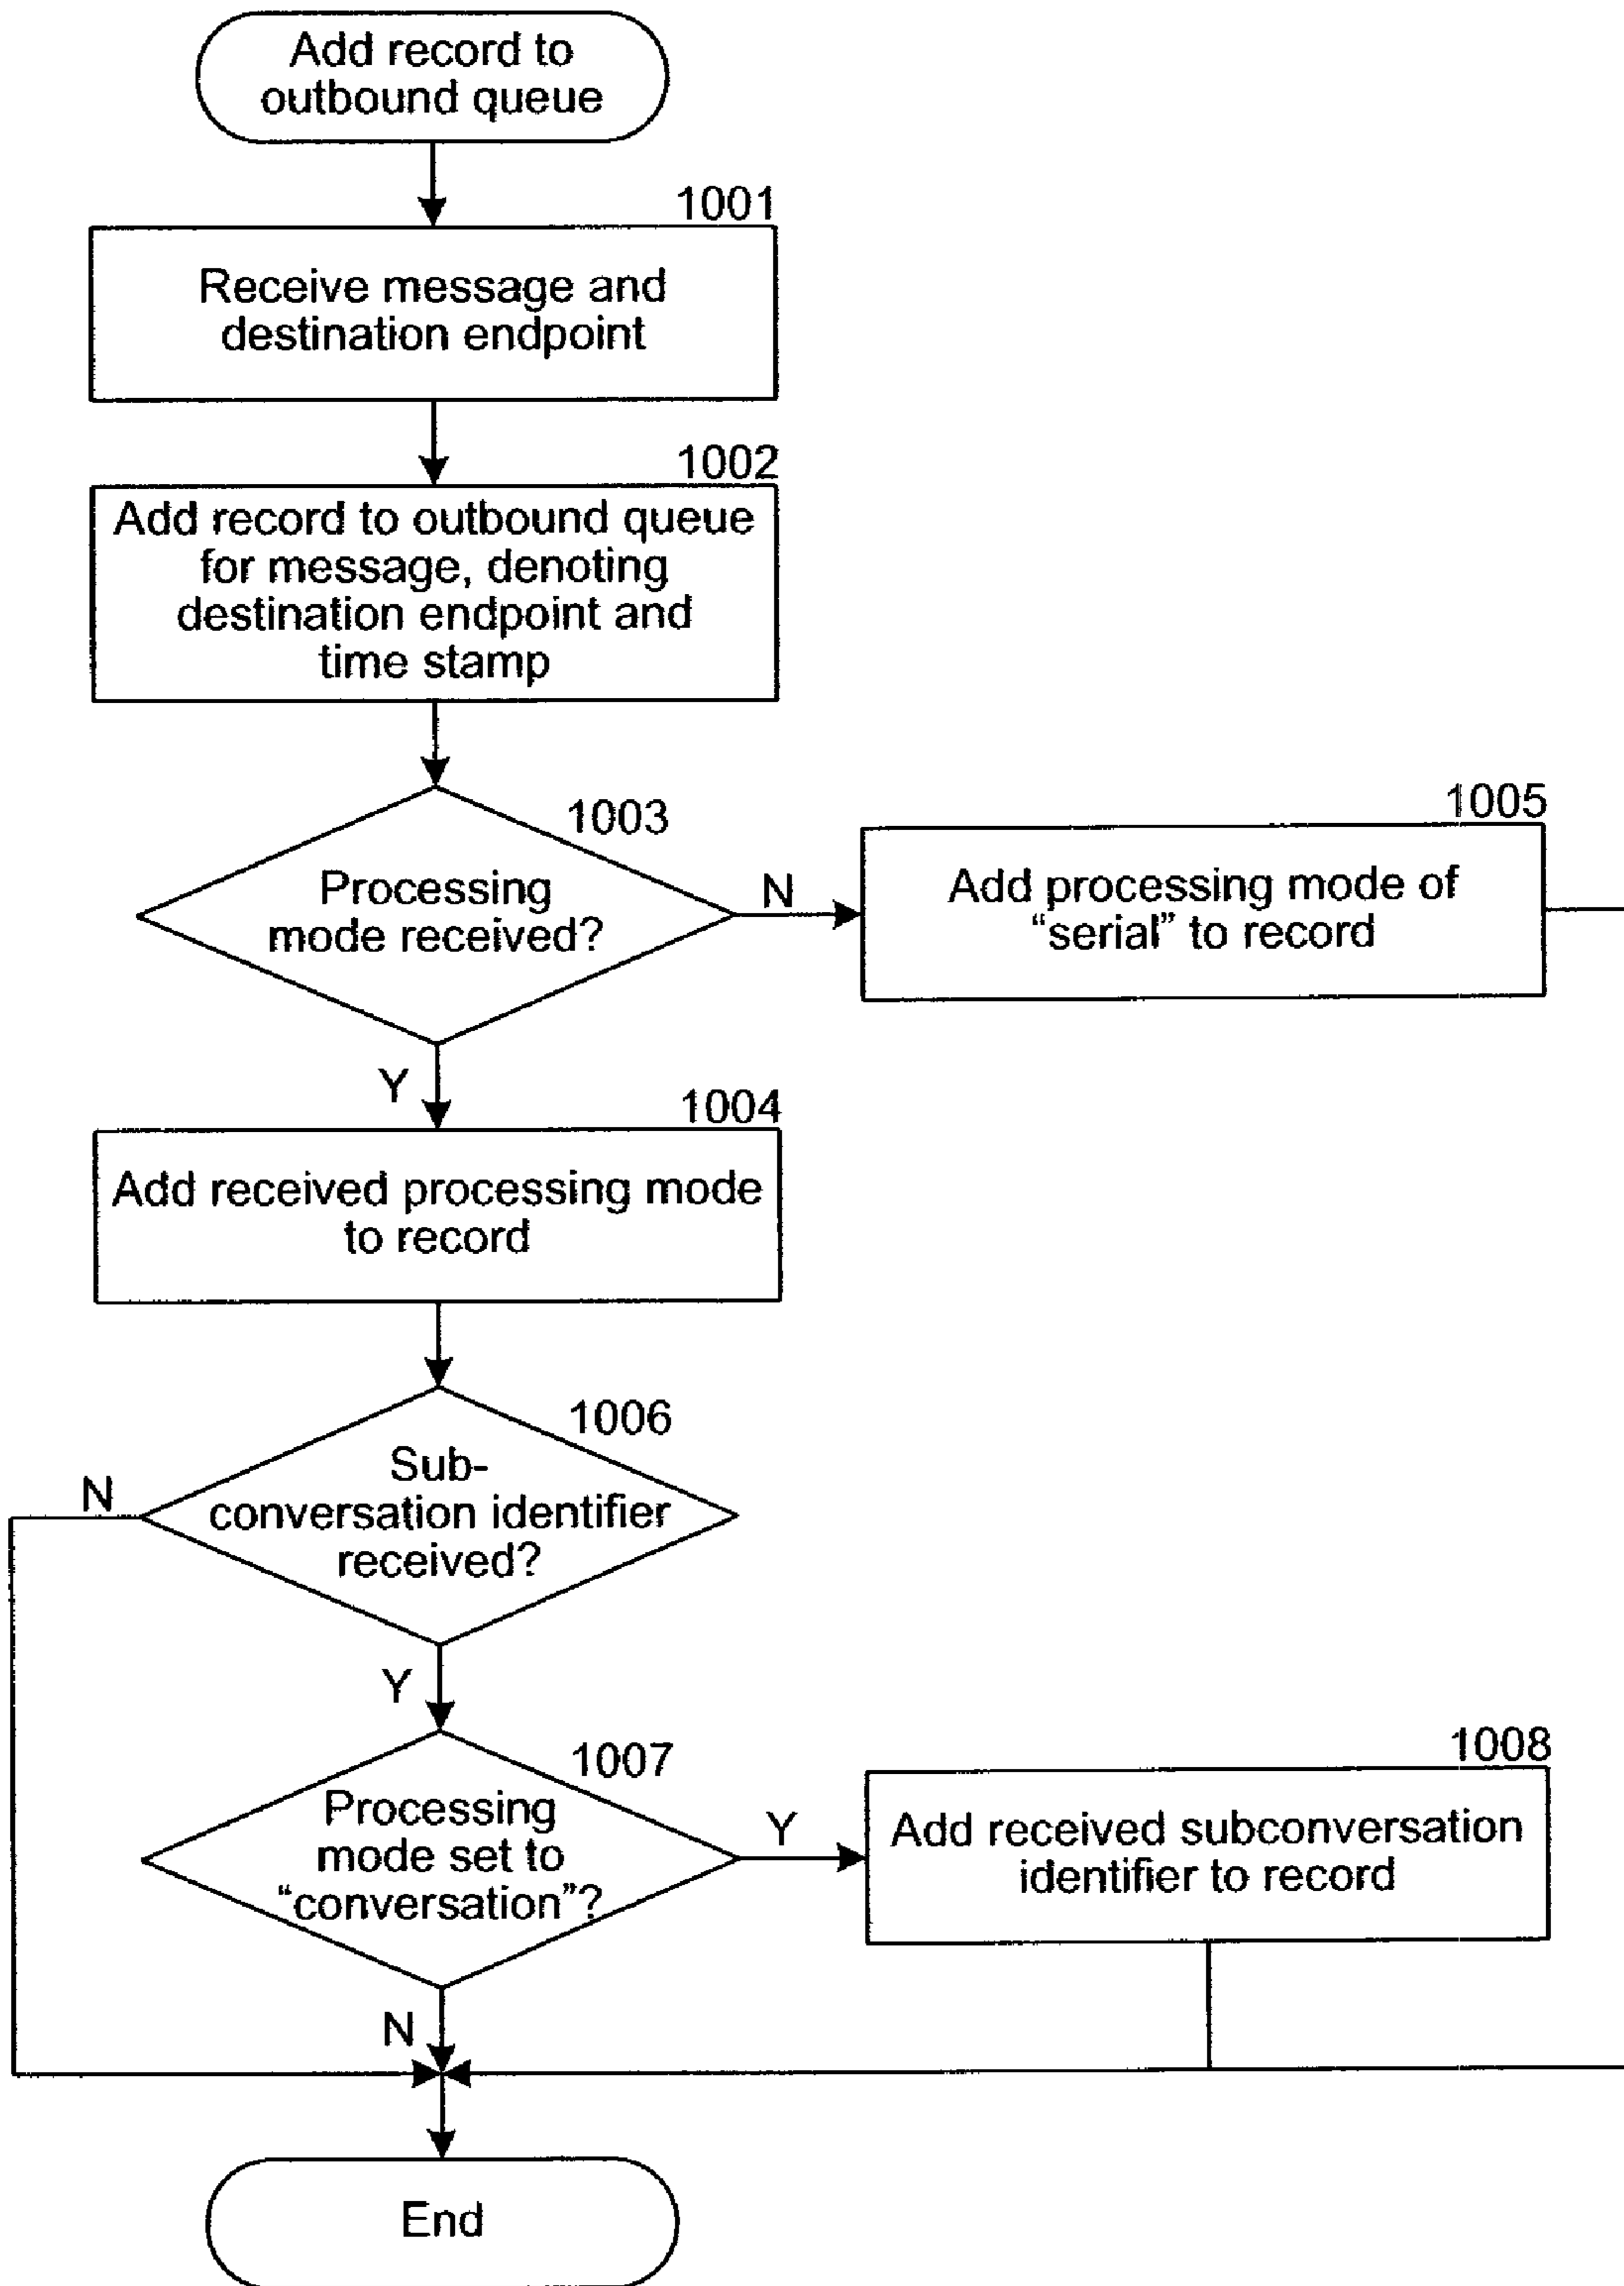 Add record to
outbound queue
1001
Receive message and
destination endpoint
1002
Add record to outbound queue
for message, denoting
destination endpoint and
time stamp
1003
Processing
mode received?
N
1005
Add processing mode of
“serial” to record
Y
1004
Add received processing mode
to record
1006
Sub-
conversation identifier
received?
N
Y
1007
Processing
mode set to
“conversation”?
Y
1008
Add received subconversation
identifier to record
N
End